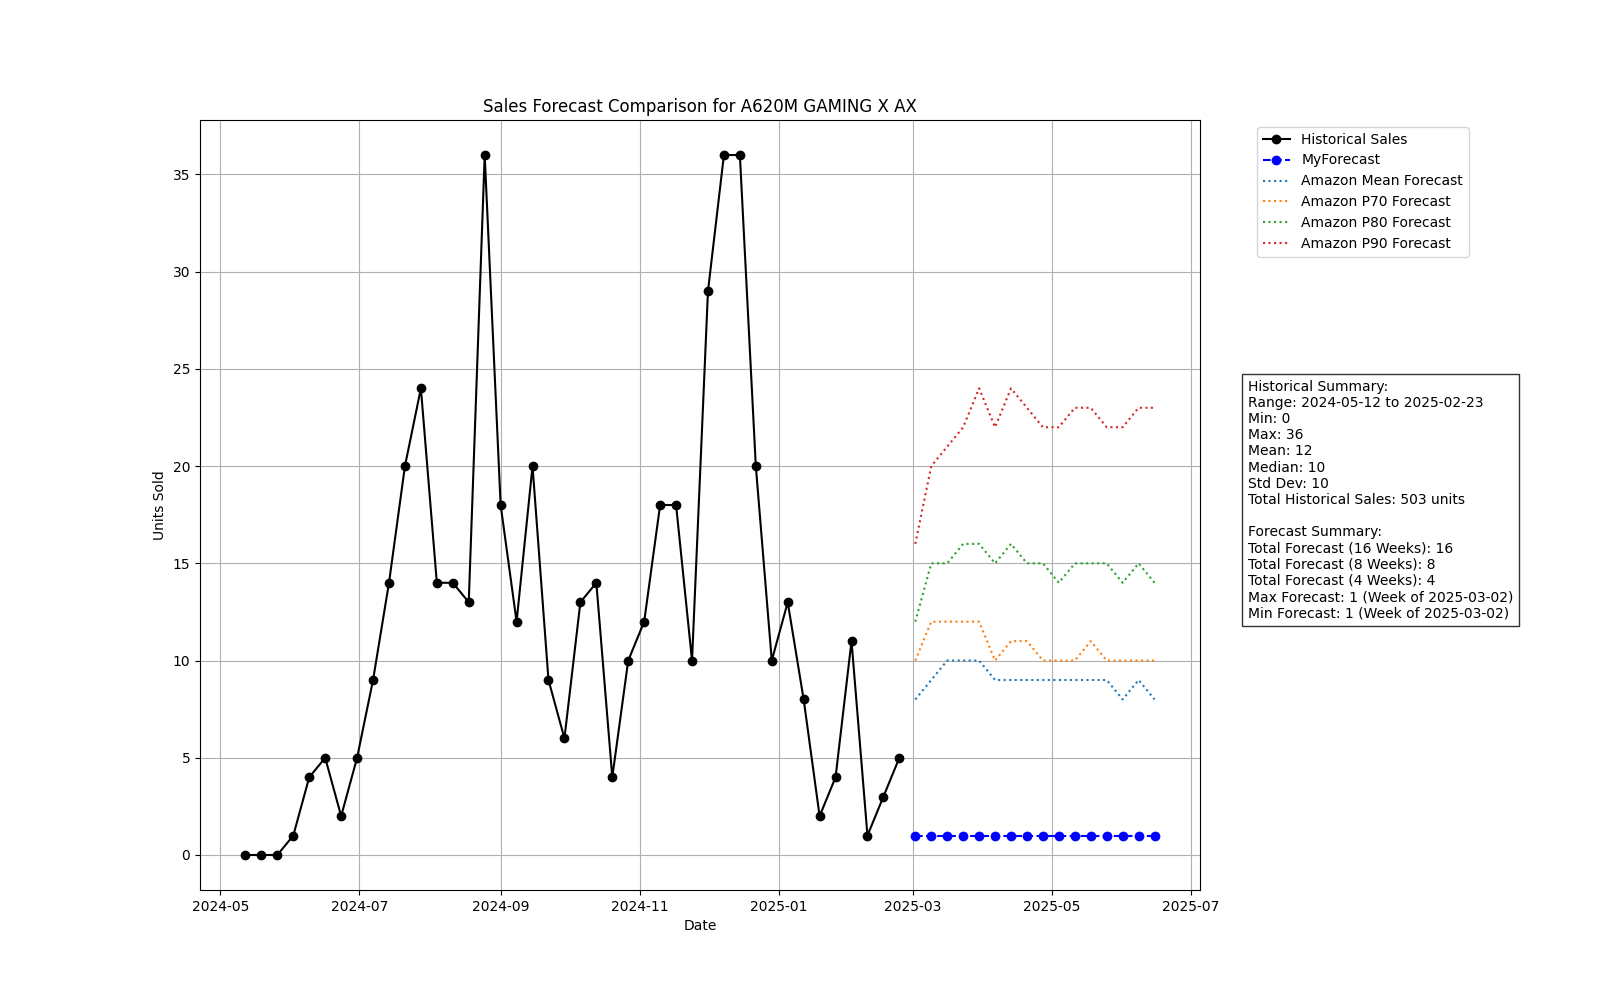 Sales Forecast Comparison for A620M GAMING X AX
Historical Sales
MyForecast
Amazon Mean Forecast
Amazon P70 Forecast
Amazon P80 Forecast
Amazon P90 Forecast
35
30
25
20
15
10
5
0
Units Sold
2024-05
2024-07
2024-09
2024-11
2025-01
2025-03
2025-05
2025-07
Date
Historical Summary:
Range: 2024-05-12 to 2025-02-23
Min: 0
Max: 36
Mean: 12
Median: 10
Std Dev: 10
Total Historical Sales: 503 units
Forecast Summary:
Total Forecast (16 Weeks): 16
Total Forecast (8 Weeks): 8
Total Forecast (4 Weeks): 4
Max Forecast: 1 (Week of 2025-03-02)
Min Forecast: 1 (Week of 2025-03-02)